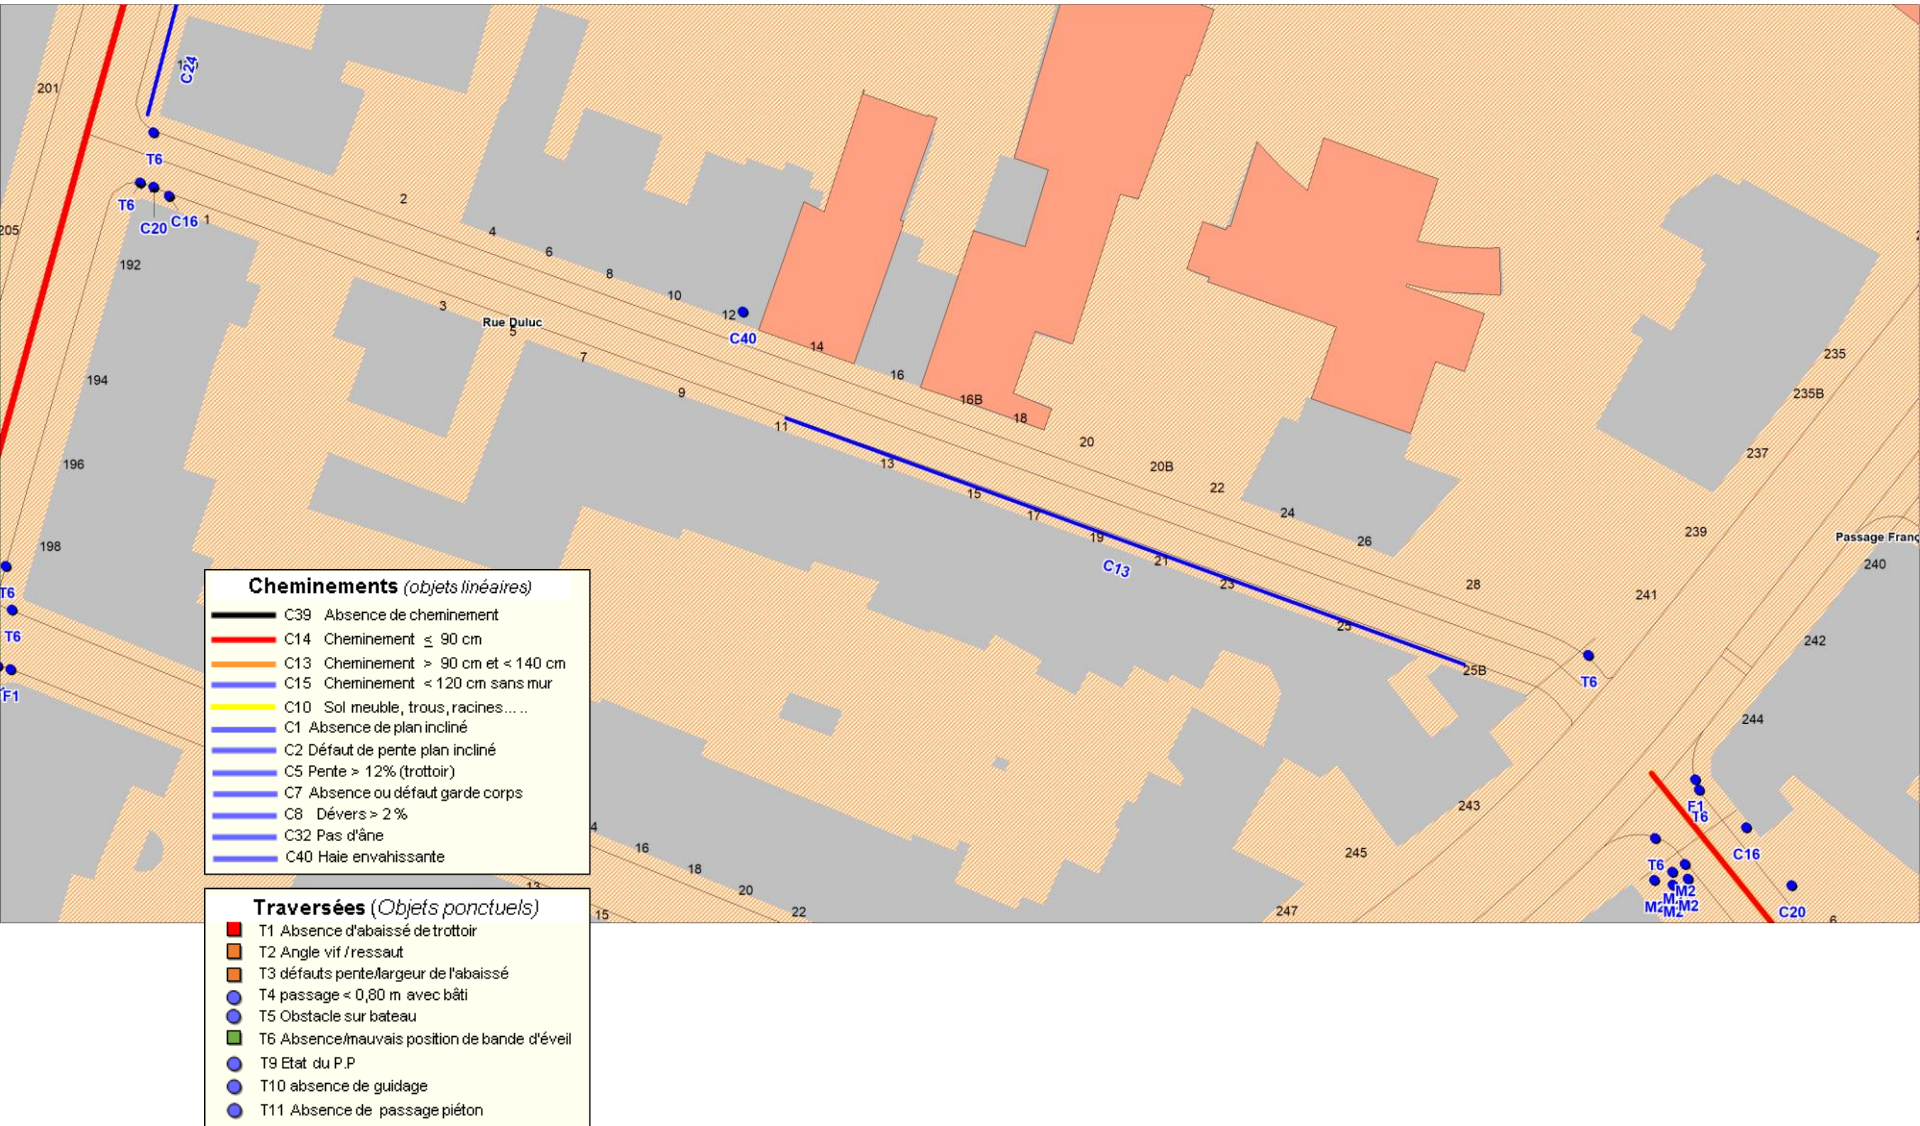 201
C24
T6
T6
C20
C16
1
205
192
2
4
6
8
10
12
C40
3
Rue Duluc
5
7
9
14
16
16B
18
20
20B
22
24
26
28
11
13
15
17
19
21
C13
23
25
25B
T6
194
196
198
T6
T6
F1
235
235B
237
239
Passage Franç
240
241
242
244
243
245
247
F1
T6
C16
T6
M2
M2
M2
M2
C20
6
4
16
18
20
22
13
15
Cheminements (objets linéaires)
C39 Absence de cheminement
C14 Cheminement ≤ 90 cm
C13 Cheminement > 90 cm et < 140 cm
C15 Cheminement < 120 cm sans mur
C10 Sol meuble, trous, racines.....
C1 Absence de plan incliné
C2 Défaut de pente plan incliné
C5 Pente > 12% (trottoir)
C7 Absence ou défaut garde corps
C8 Dévers > 2 %
C32 Pas d'âne
C40 Haie envahissante
Traversées (Objets ponctuels)
T1 Absence d'abaissé de trottoir
T2 Angle vif / ressaut
T3 défauts pente/largeur de l'abaissé
T4 passage < 0,80 m avec bâti
T5 Obstacle sur bateau
T6 Absence/mauvais position de bande d'éveil
T9 Etat du P.P
T10 absence de guidage
T11 Absence de passage piéton